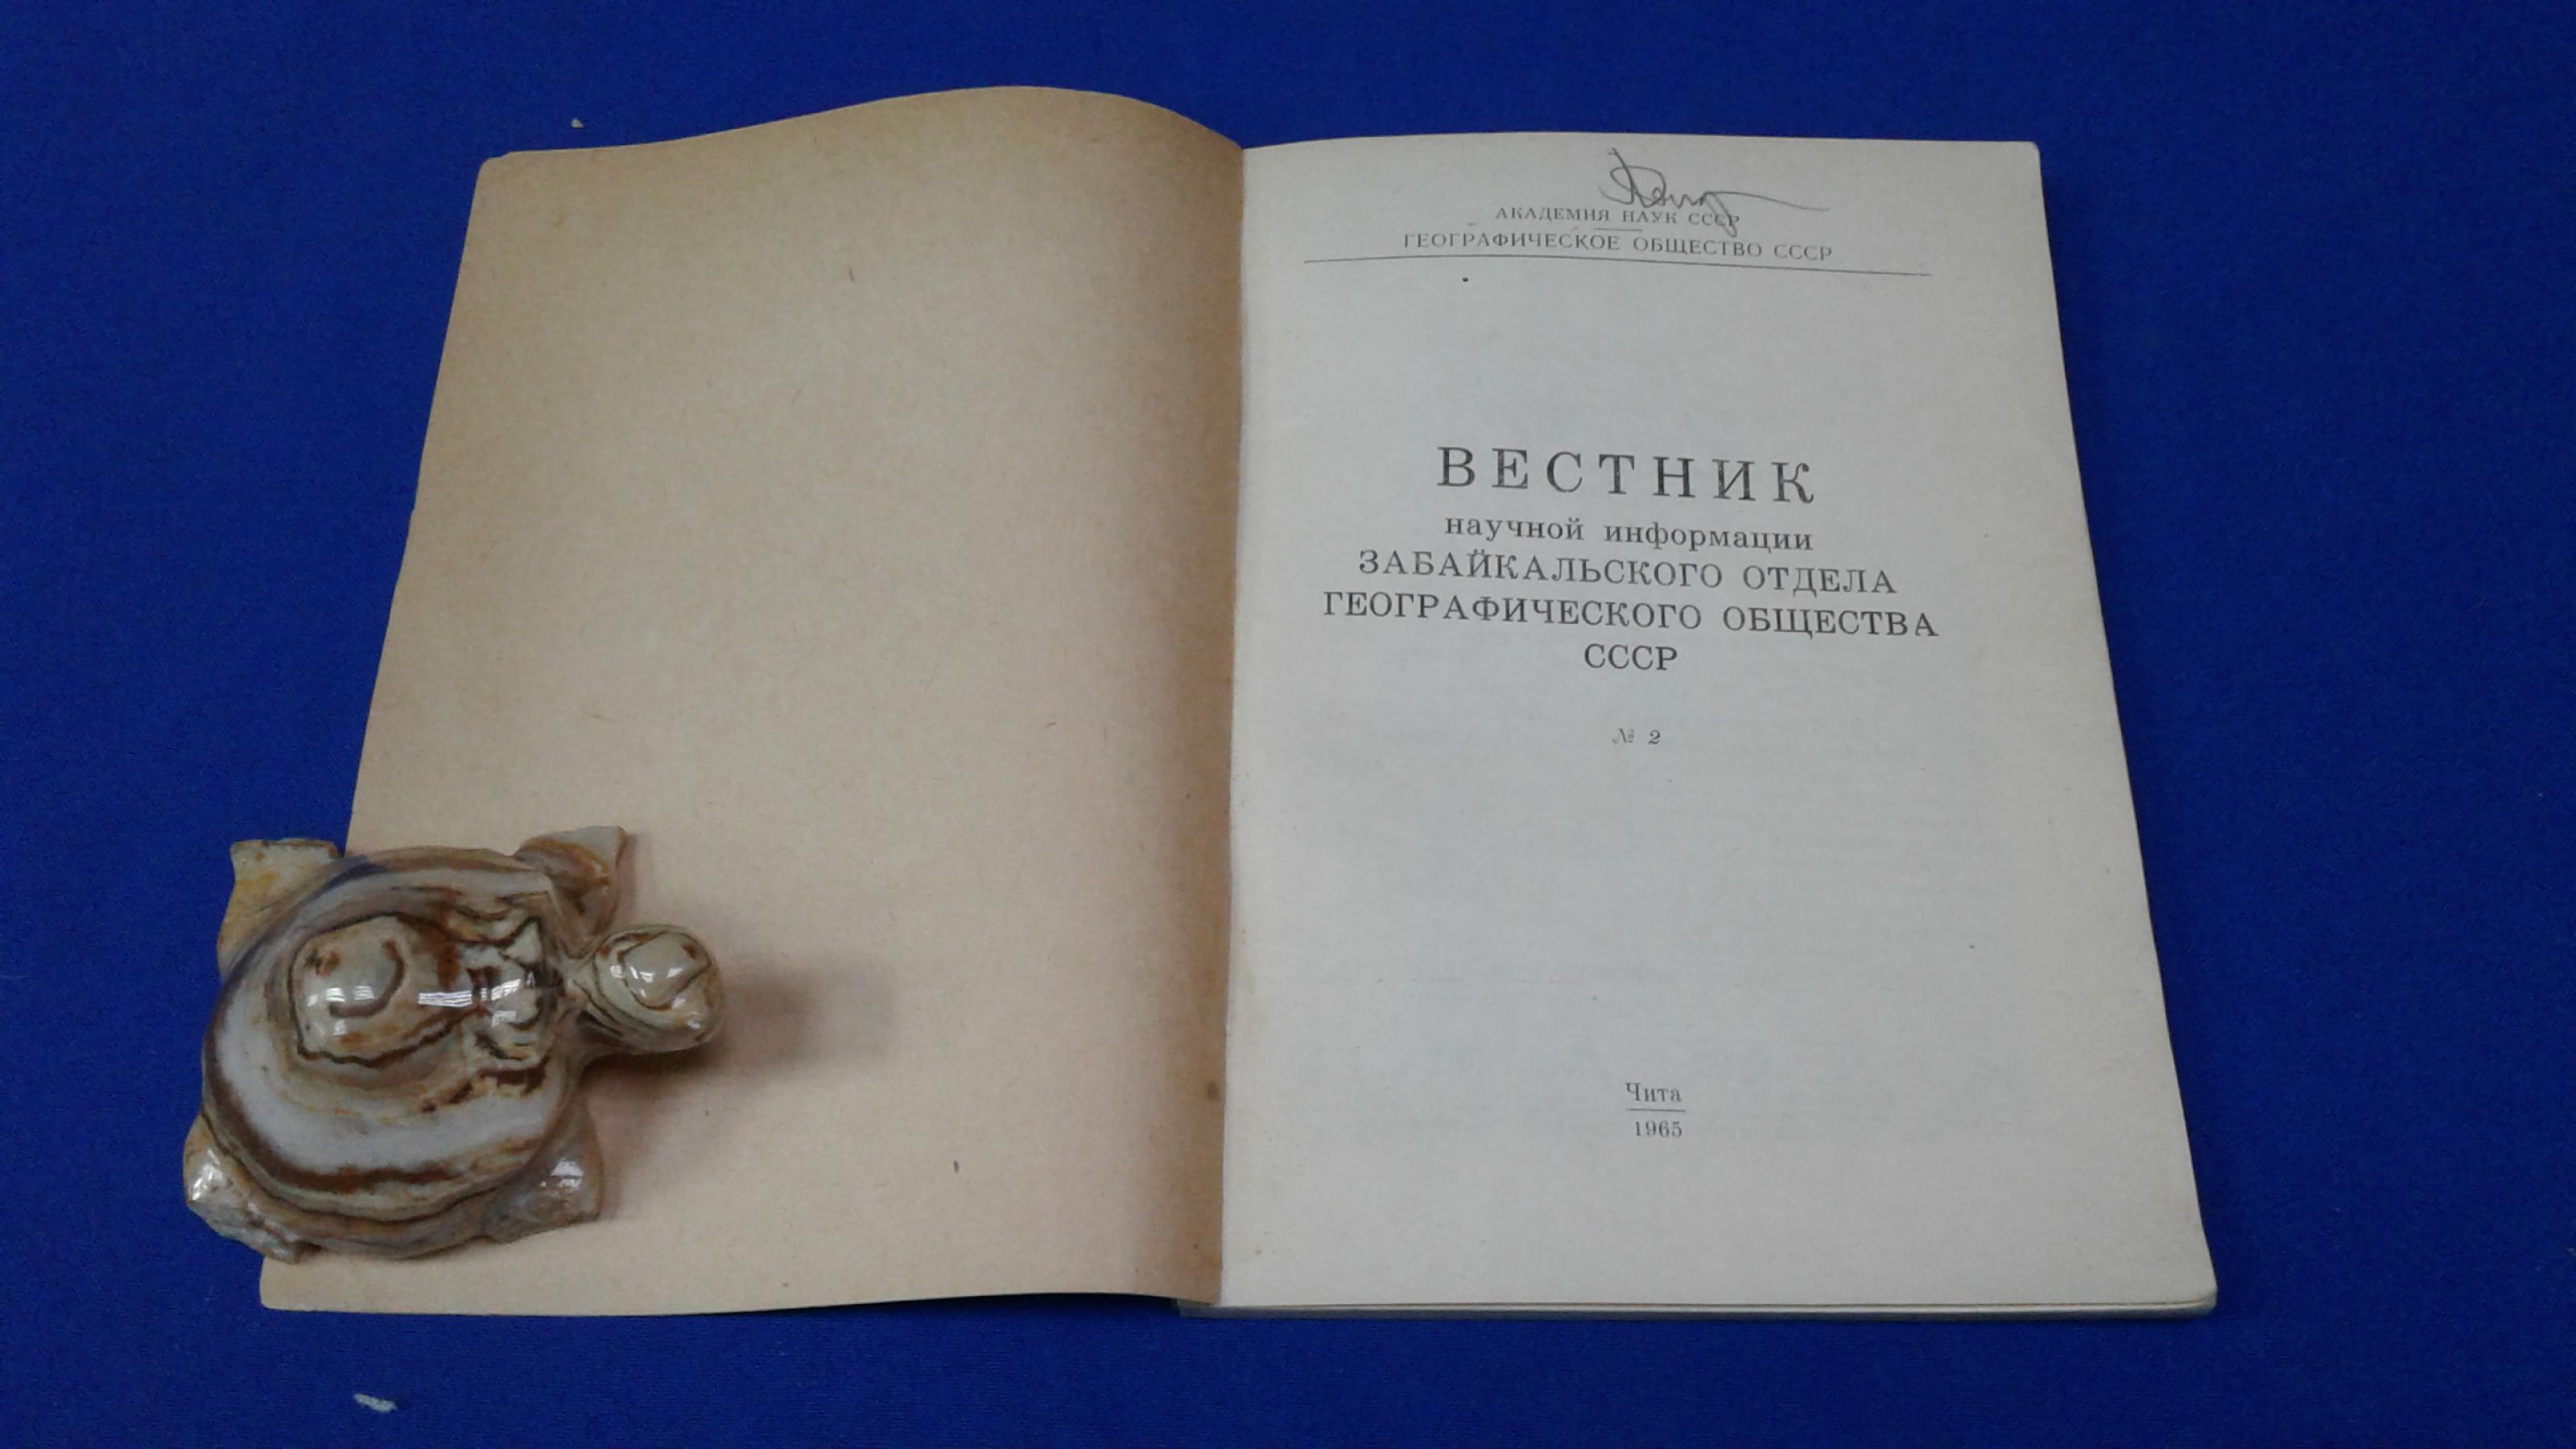 АКАДЕМИЯ НАУК СССР
ГЕОГРАФИЧЕСКОЕ ОБЩЕСТВО СССР
ВЕСТНИК
научной информации
ЗАБАЙКАЛЬСКОГО ОТДЕЛА
ГЕОГРАФИЧЕСКОГО ОБЩЕСТВА
СССР
№ 2
Чита
1965